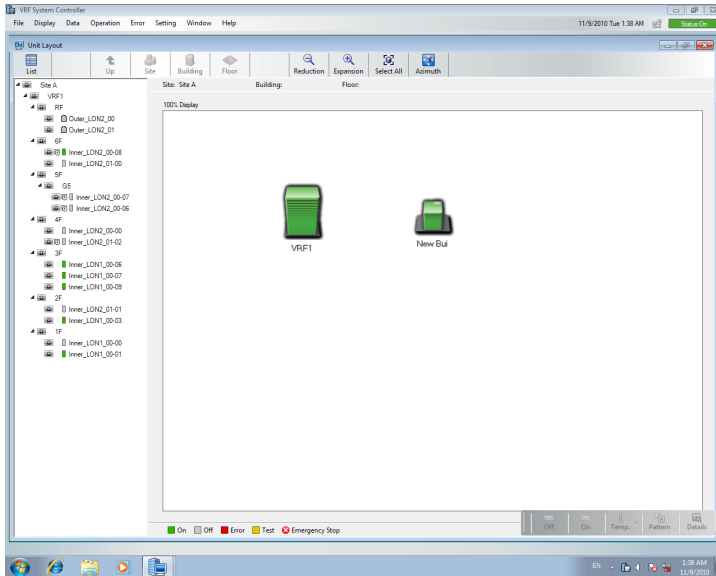 VRF System Controller
File Display Data Operation Error Setting Window Help
11/9/2010 Tue 1:38 AM Status On
Unit Layout
List Up Site Building Floor Reduction Expansion Select All Azimuth
Site: Site A Building: Floor:
100% Display
Site A
VRF1
RF
Outer_LON2_00
Outer_LON2_01
6F
Inner_LON2_00-08
Inner_LON2_01-00
5F
G5
Inner_LON2_00-07
Inner_LON2_00-06
4F
Inner_LON2_00-00
Inner_LON2_01-02
3F
Inner_LON1_00-06
Inner_LON1_00-07
Inner_LON1_00-09
2F
Inner_LON2_01-01
Inner_LON1_00-03
1F
Inner_LON1_00-00
Inner_LON1_00-01
VRF1
New Bui
On Off Error Test Emergency Stop
Off On Temp. Pattern Details
EN 1:38 AM
11/9/2010